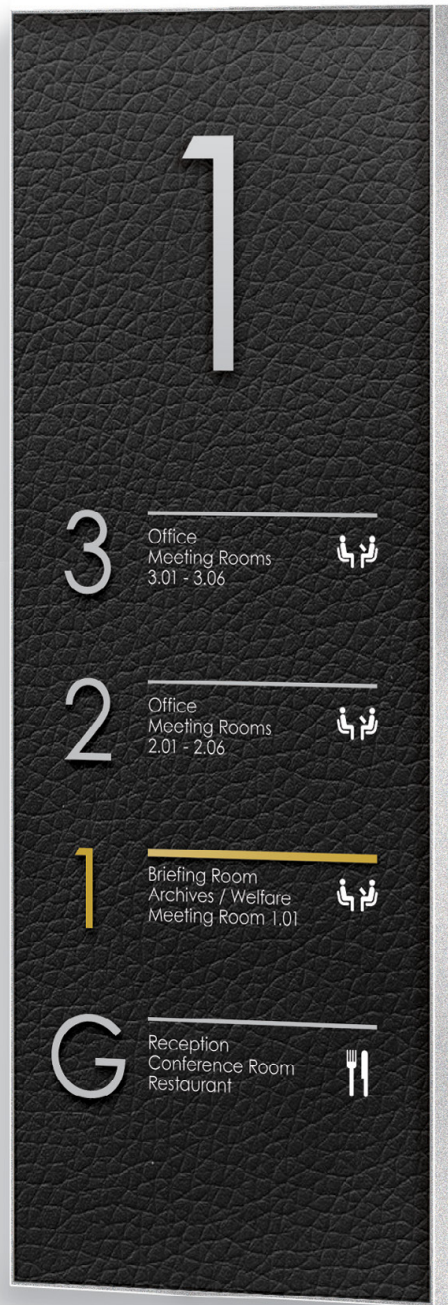 1
3
Office
Meeting Rooms
3.01 - 3.06
2
Office
Meeting Rooms
2.01 - 2.06
1
Briefing Room
Archives / Welfare
Meeting Room 1.01
G
Reception
Conference Room
Restaurant